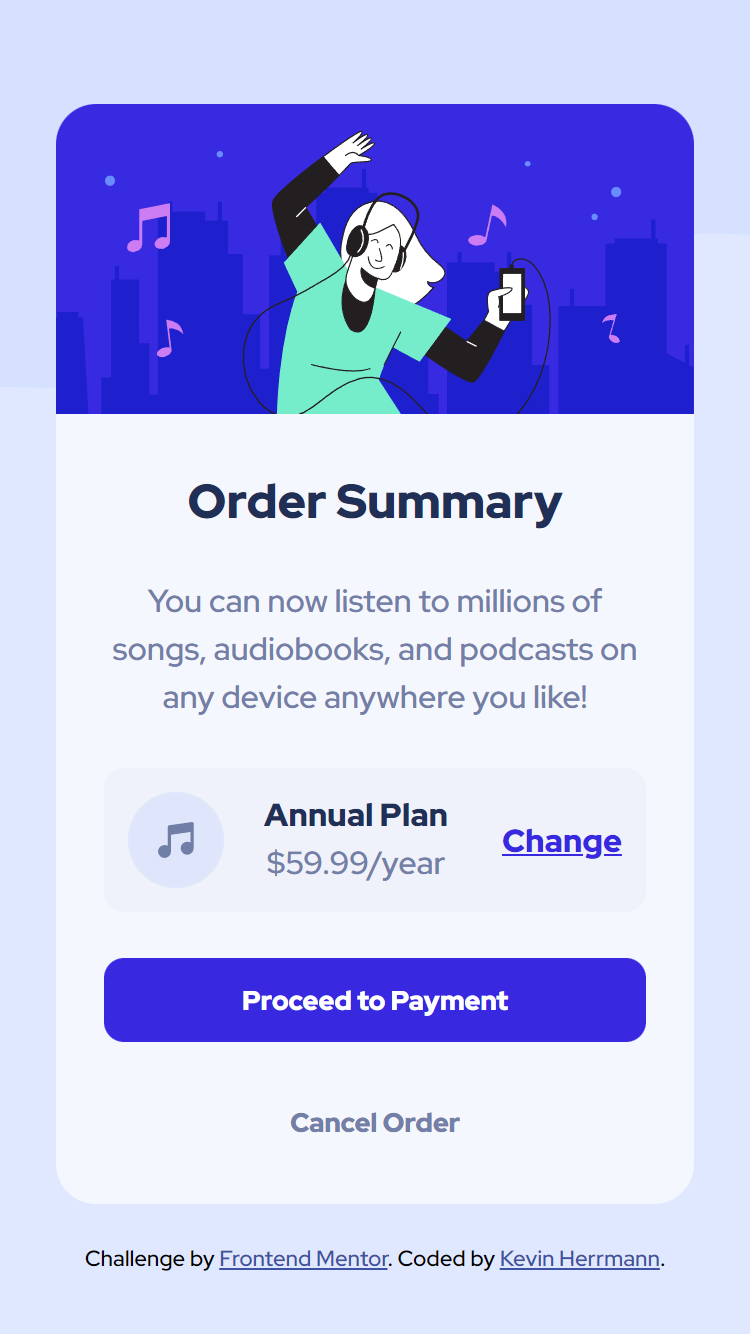 Order Summary
You can now listen to millions of
songs, audiobooks, and podcasts on
any device anywhere you like!
Annual Plan
$59.99/year
Change
Proceed to Payment
Cancel Order
Challenge by Frontend Mentor. Coded by Kevin Herrmann.